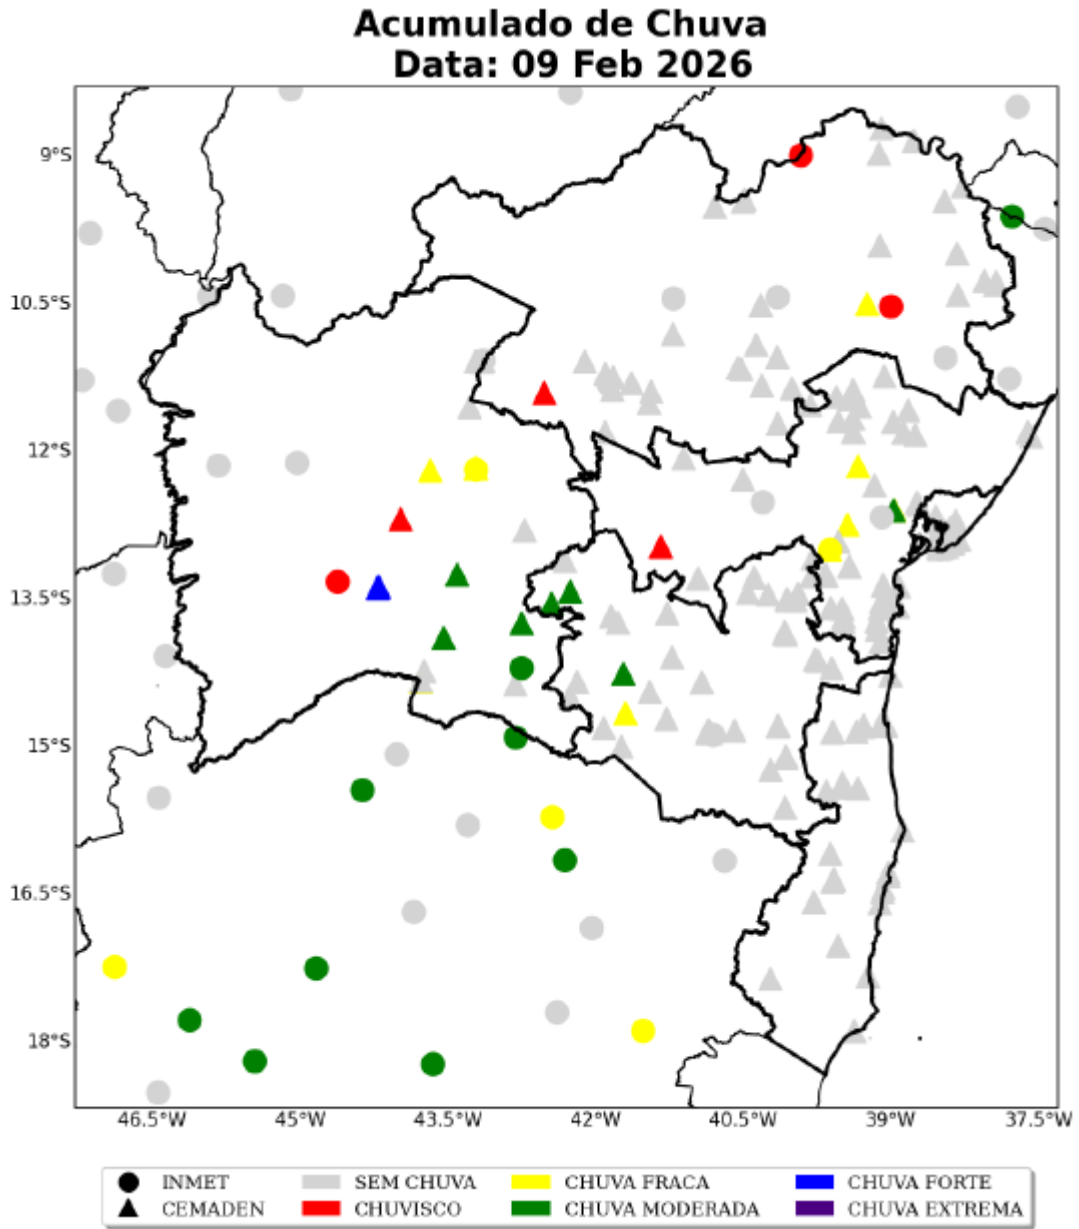 Acumulado de Chuva
Data: 09 Feb 2026
9°S
10.5°S
12°S
13.5°S
15°S
16.5°S
18°S
46.5°W 45°W 43.5°W 42°W 40.5°W 39°W 37.5°W
INMET SEM CHUVA CHUVA FRACA CHUVA FORTE
CEMADEN CHUVISCO CHUVA MODERADA CHUVA EXTREMA